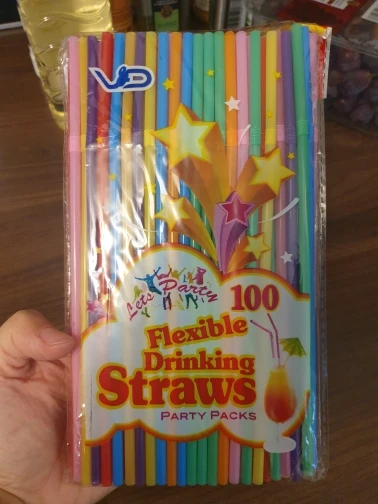 VD
Lets Party
100
Flexible
Drinking
Straws
PARTY PACKS